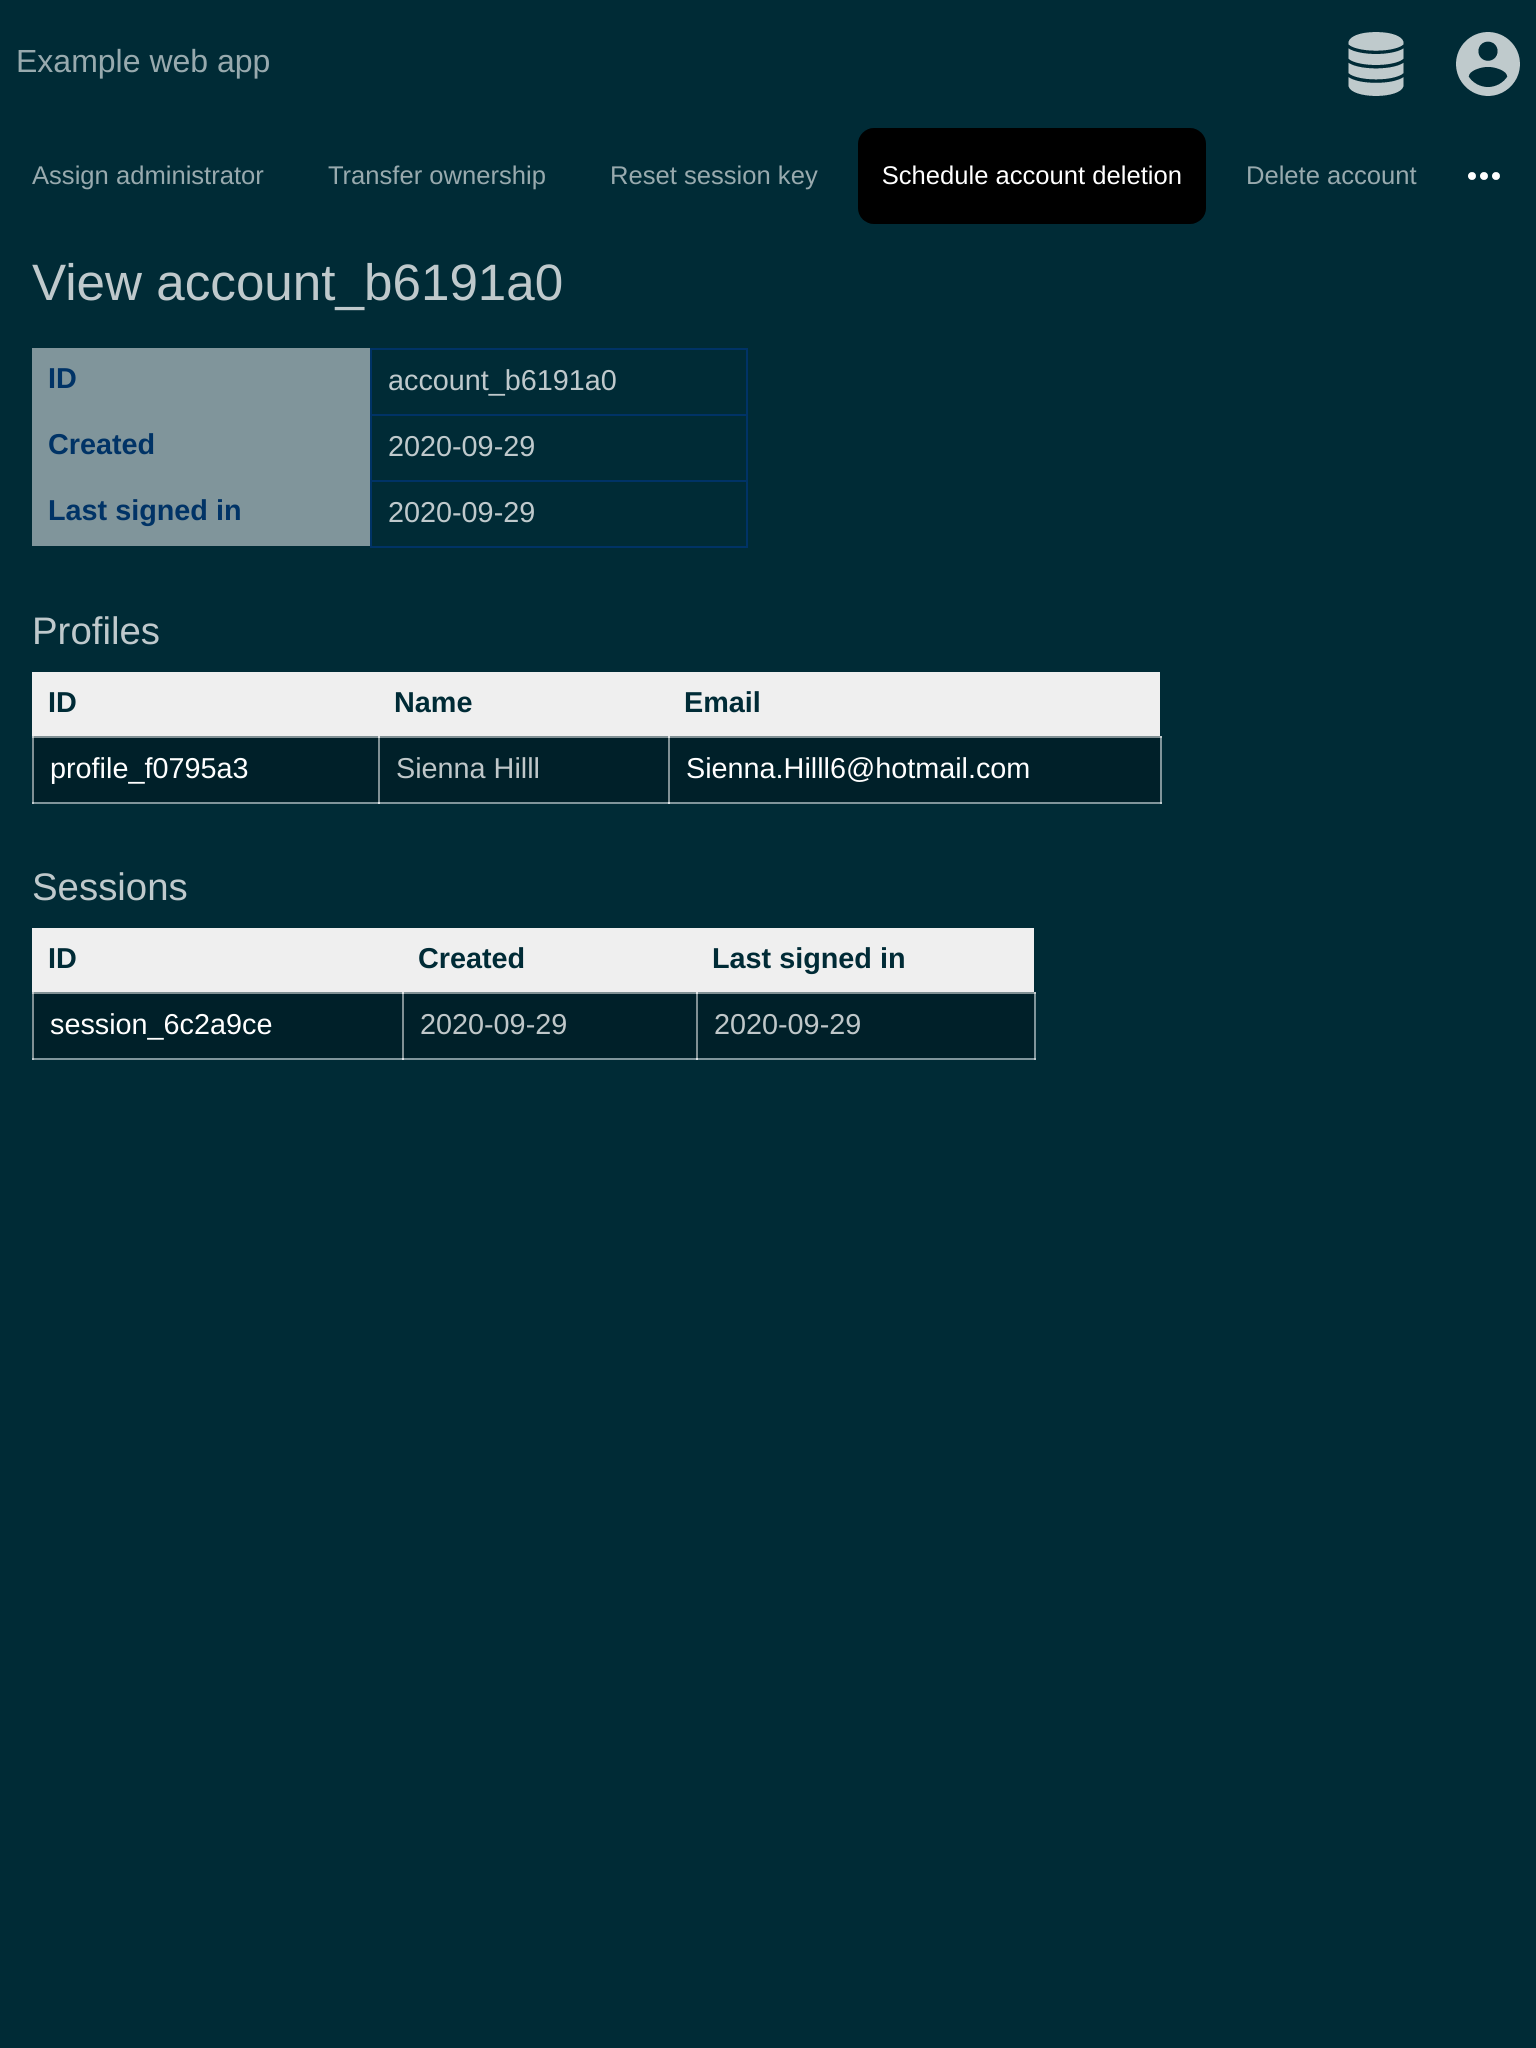 Example web app
Assign administrator Transfer ownership Reset session key Schedule account deletion Delete account
View account_b6191a0
ID account_b6191a0
Created 2020-09-29
Last signed in 2020-09-29
Profiles
ID Name Email
profile_f0795a3 Sienna Hilll Sienna.Hilll6@hotmail.com
Sessions
ID Created Last signed in
session_6c2a9ce 2020-09-29 2020-09-29